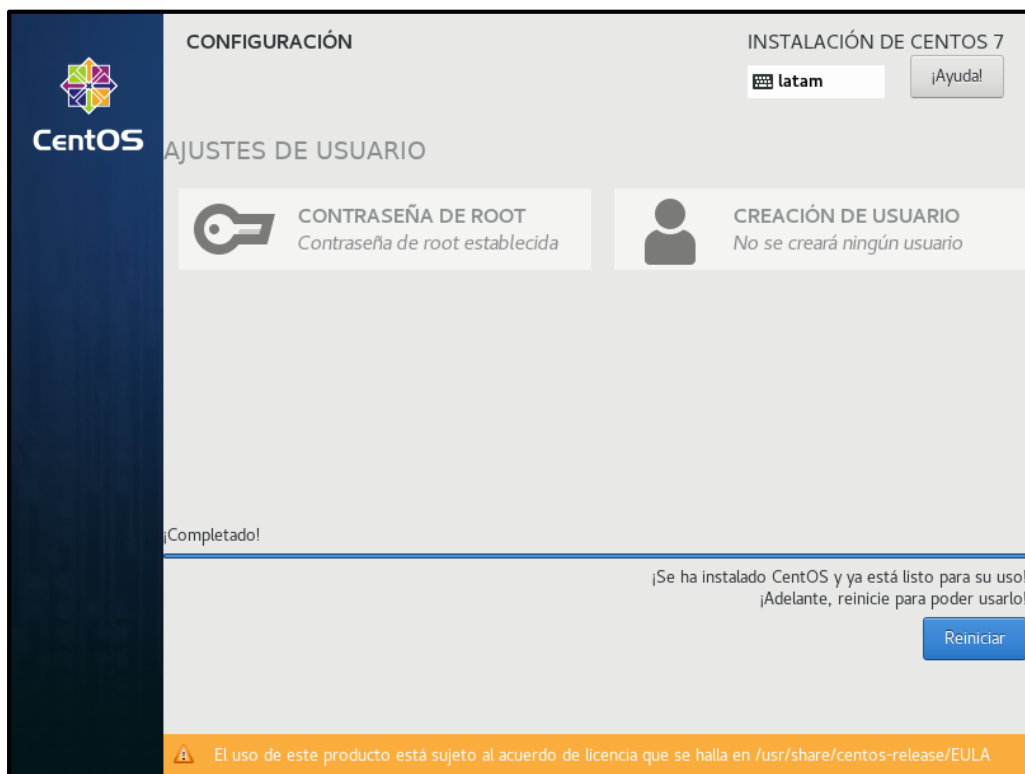 CONFIGURACIÓN
INSTALACIÓN DE CENTOS 7
latam
¡Ayuda!
CentOS
AJUSTES DE USUARIO
CONTRASEÑA DE ROOT
Contraseña de root establecida
CREACIÓN DE USUARIO
No se creará ningún usuario
¡Completado!
¡Se ha instalado CentOS y ya está listo para su uso!
¡Adelante, reinicie para poder usarlo!
Reiniciar
El uso de este producto está sujeto al acuerdo de licencia que se halla en /usr/share/centos-release/EULA